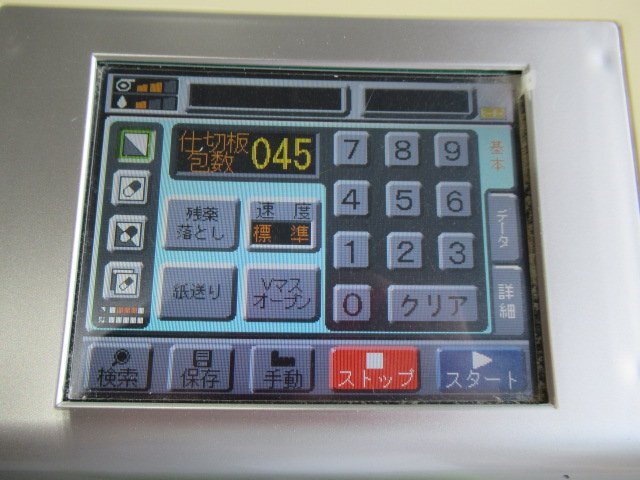 仕切板
包数
045
7 8 9
基本
残薬
落とし
速 度
標 準
4 5 6
データ
紙送り
Vマス
オープン
1 2 3
0 クリア
詳細
検索 保存 手動 ストップ スタート